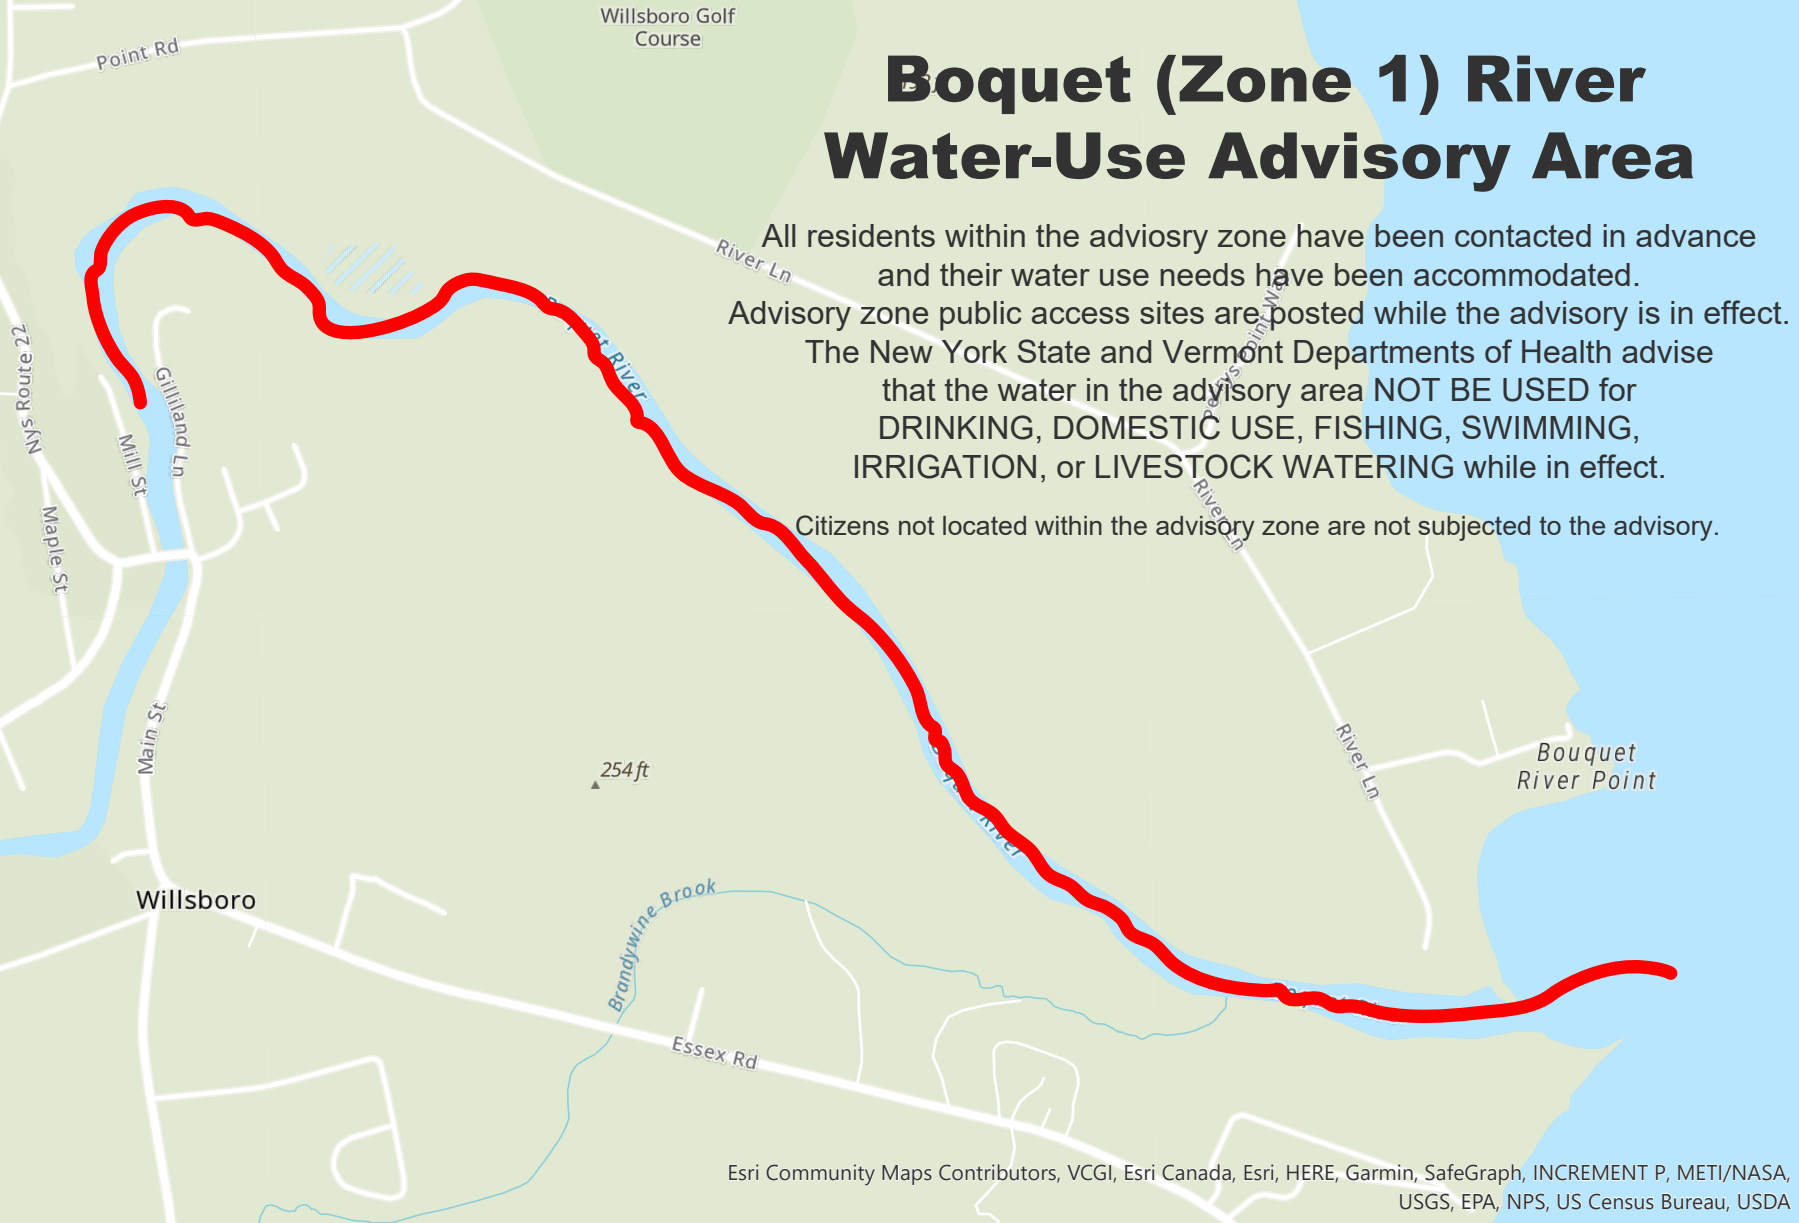 Willsboro Golf
Course
Point Rd
Boquet (Zone 1) River
Water-Use Advisory Area
All residents within the adviosry zone have been contacted in advance
and their water use needs have been accommodated.
Advisory zone public access sites are posted while the advisory is in effect.
The New York State and Vermont Departments of Health advise
that the water in the advisory area NOT BE USED for
DRINKING, DOMESTIC USE, FISHING, SWIMMING,
IRRIGATION, or LIVESTOCK WATERING while in effect.
Citizens not located within the advisory zone are not subjected to the advisory.
River Ln
Perrys Point Way
River Ln
River Ln
River
Nys Route 22
Gilliland Ln
Mill St
Maple St
Main St
254 ft
River
Bouquet
River Point
Willsboro
Brandywine Brook
Essex Rd
Esri Community Maps Contributors, VCGI, Esri Canada, Esri, HERE, Garmin, SafeGraph, INCREMENT P, METI/NASA,
USGS, EPA, NPS, US Census Bureau, USDA